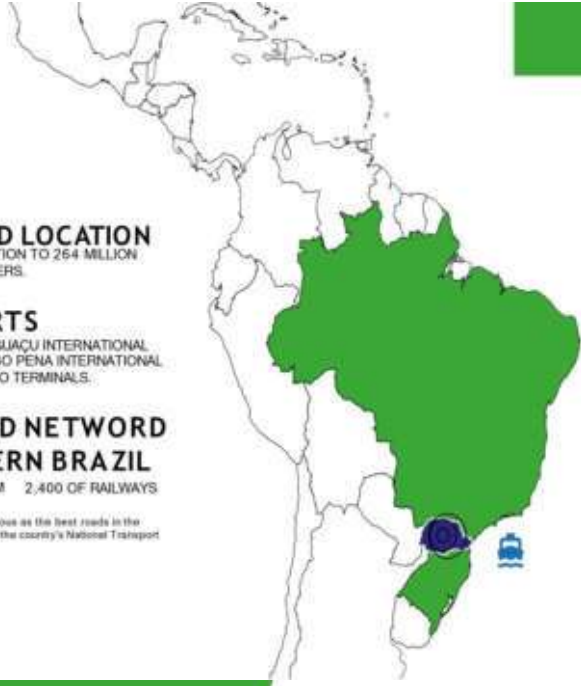 D LOCATION
TION TO 264 MILLION
ERS.
RTS
UAÇU INTERNATIONAL
SO PENA INTERNATIONAL
O TERMINALS.
D NETWORD
ERN BRAZIL
M 2,400 OF RAILWAYS
ous as the best roads in the
the country's National Transport